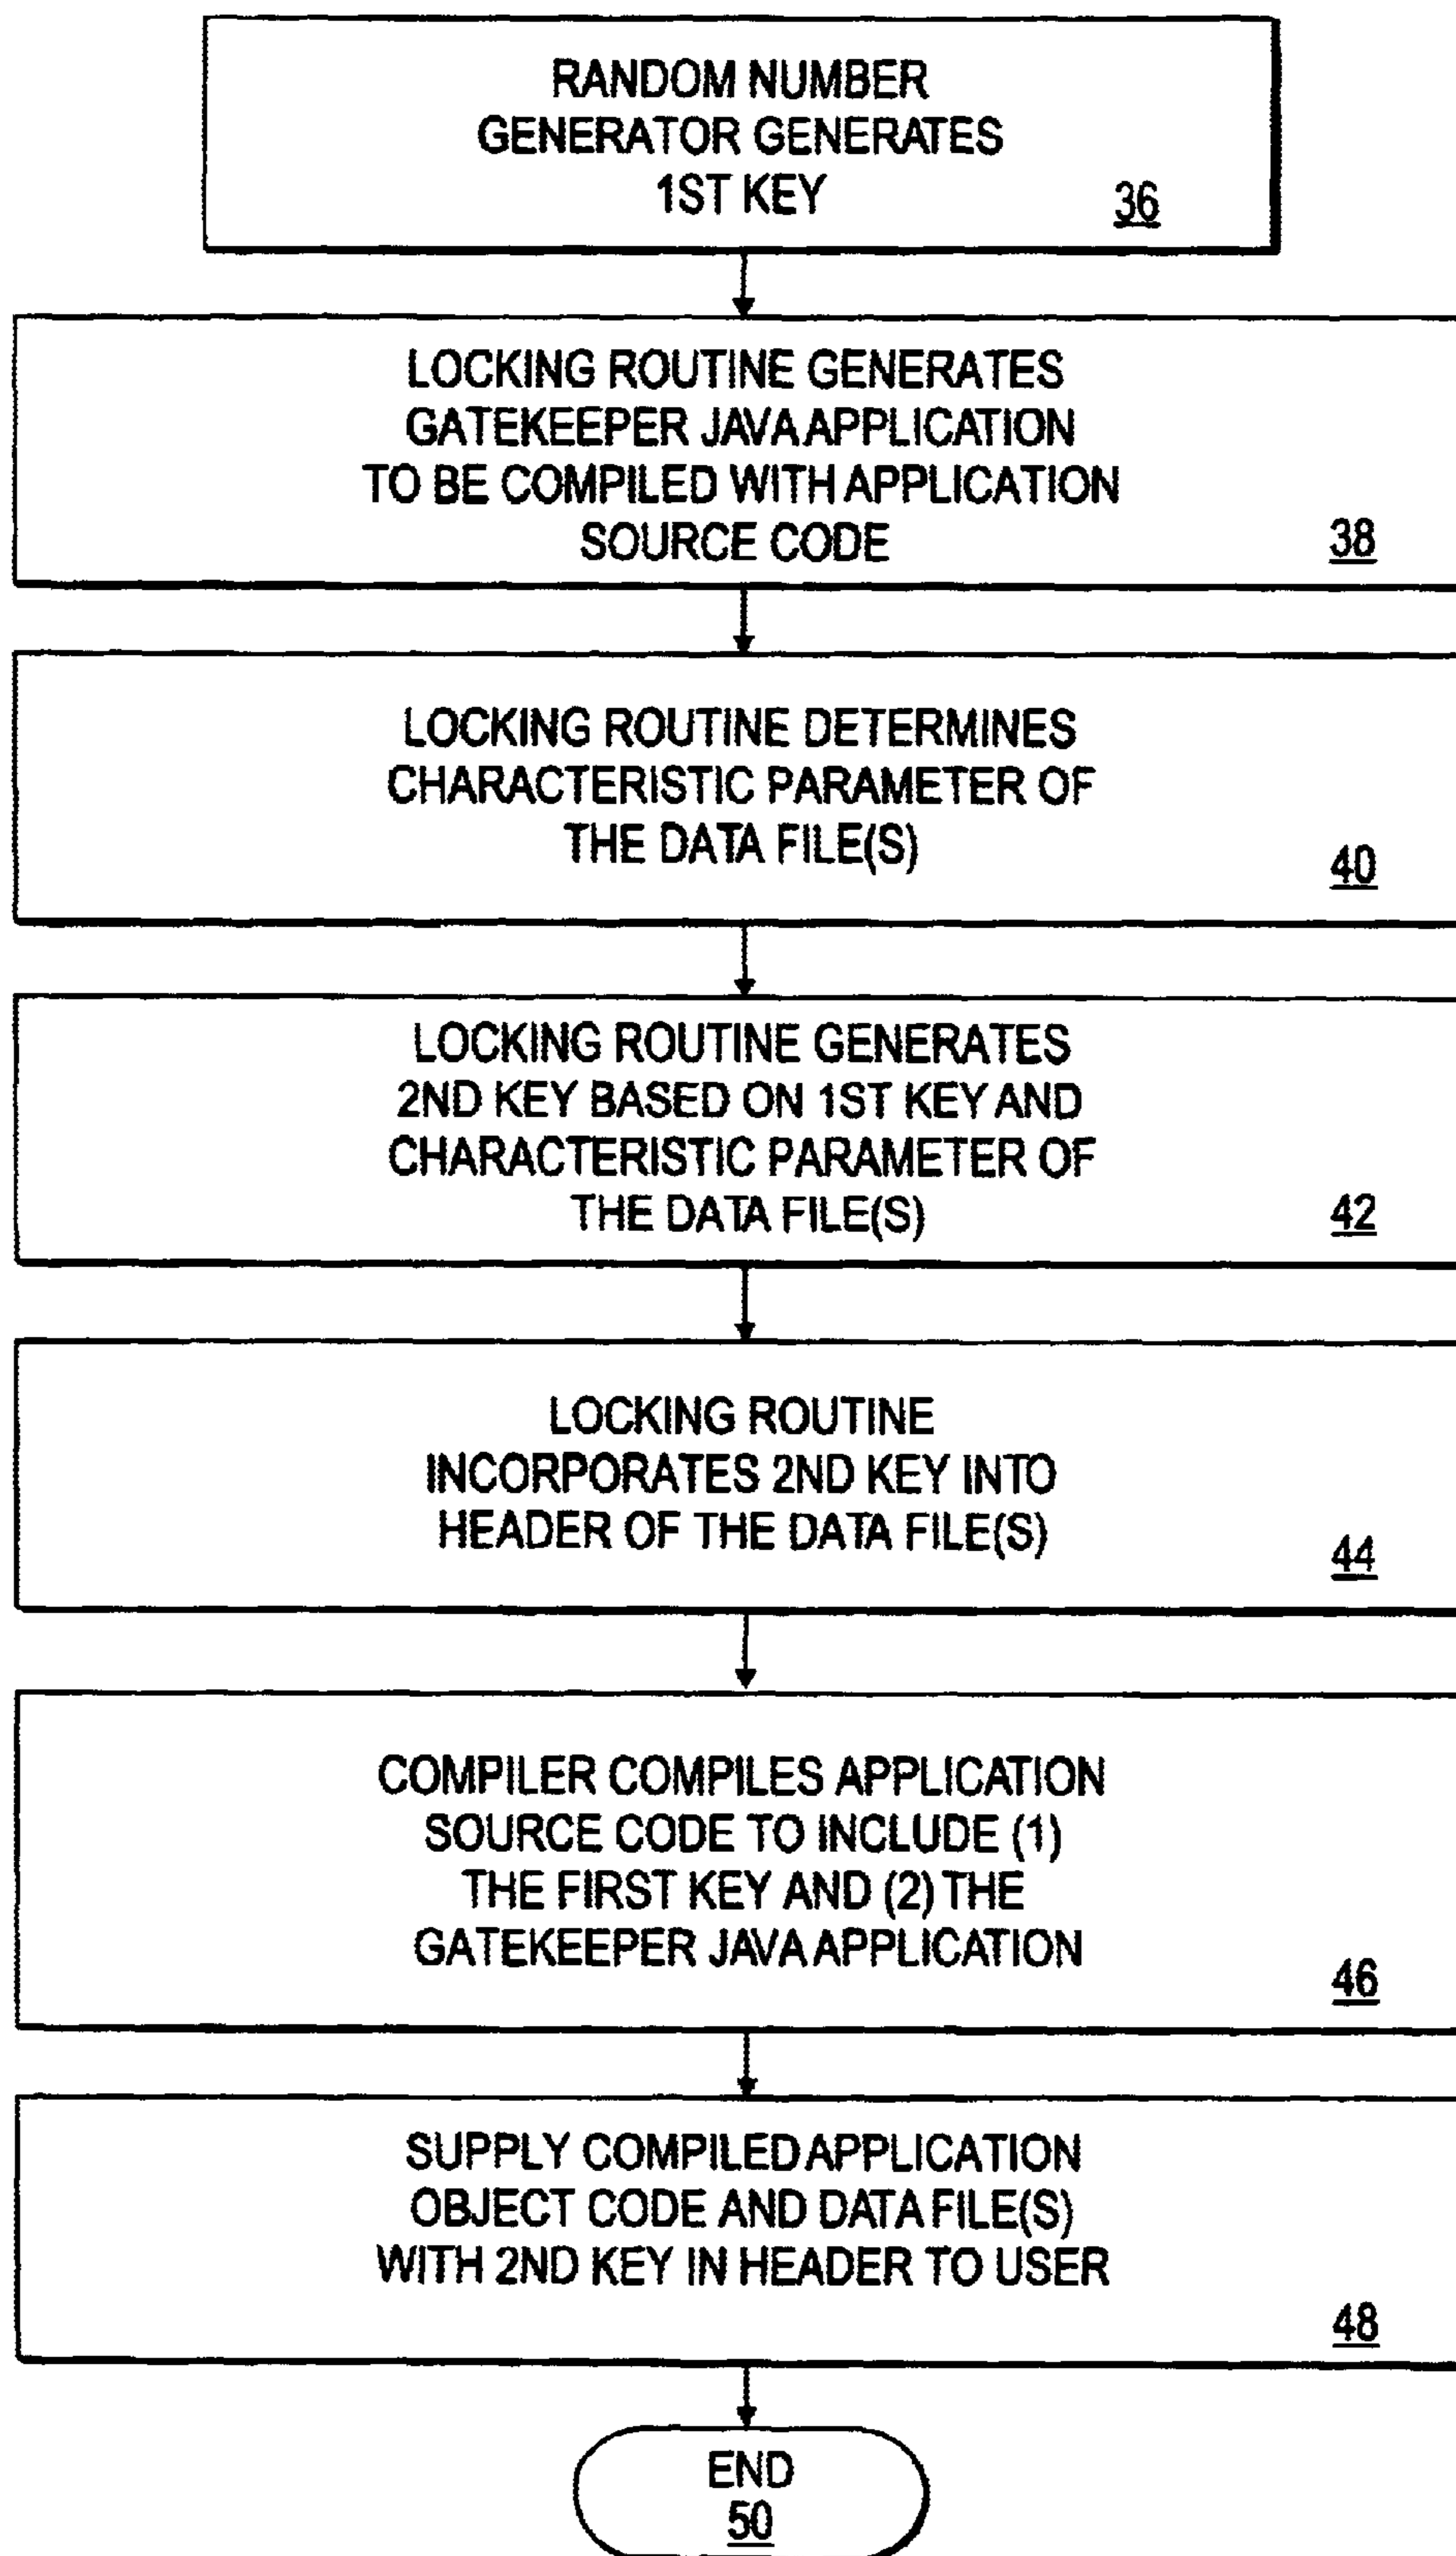 RANDOM NUMBER
GENERATOR GENERATES
1ST KEY
36
LOCKING ROUTINE GENERATES
GATEKEEPER JAVA APPLICATION
TO BE COMPILED WITH APPLICATION
SOURCE CODE
38
LOCKING ROUTINE DETERMINES
CHARACTERISTIC PARAMETER OF
THE DATA FILE(S)
40
LOCKING ROUTINE GENERATES
2ND KEY BASED ON 1ST KEY AND
CHARACTERISTIC PARAMETER OF
THE DATA FILE(S)
42
LOCKING ROUTINE
INCORPORATES 2ND KEY INTO
HEADER OF THE DATA FILE(S)
44
COMPILER COMPILES APPLICATION
SOURCE CODE TO INCLUDE (1)
THE FIRST KEY AND (2) THE
GATEKEEPER JAVA APPLICATION
46
SUPPLY COMPILED APPLICATION
OBJECT CODE AND DATA FILE(S)
WITH 2ND KEY IN HEADER TO USER
48
END
50